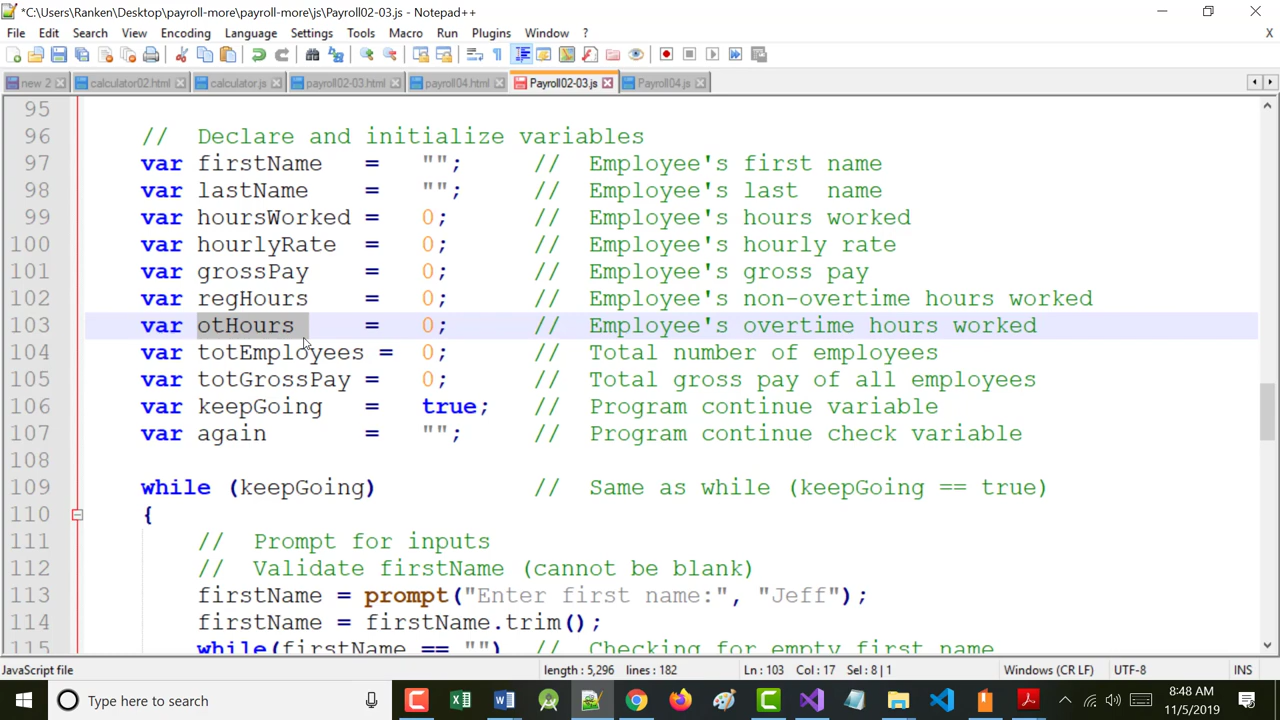 *C:\Users\Ranken\Desktop\payroll-more\payroll-more\js\Payroll02-03.js - Notepad++
File Edit Search View Encoding Language Settings Tools Macro Run Plugins Window ? X
new 2 calculator02.html calculator.js payroll02-03.html payroll04.html Payroll02-03.js Payroll04.js
95
96 // Declare and initialize variables
97 var firstName = ""; // Employee's first name
98 var lastName = ""; // Employee's last name
99 var hoursWorked = 0; // Employee's hours worked
100 var hourlyRate = 0; // Employee's hourly rate
101 var grossPay = 0; // Employee's gross pay
102 var regHours = 0; // Employee's non-overtime hours worked
103 var otHours = 0; // Employee's overtime hours worked
104 var totEmployees = 0; // Total number of employees
105 var totGrossPay = 0; // Total gross pay of all employees
106 var keepGoing = true; // Program continue variable
107 var again = ""; // Program continue check variable
108
109 while (keepGoing) // Same as while (keepGoing == true)
110 {
111 // Prompt for inputs
112 // Validate firstName (cannot be blank)
113 firstName = prompt("Enter first name:", "Jeff");
114 firstName = firstName.trim();
115 while(firstName == "") // Checking for empty first name
JavaScript file length : 5,296 lines : 182 Ln : 103 Col : 17 Sel : 8 | 1 Windows (CR LF) UTF-8 INS
Type here to search
8:48 AM
11/5/2019